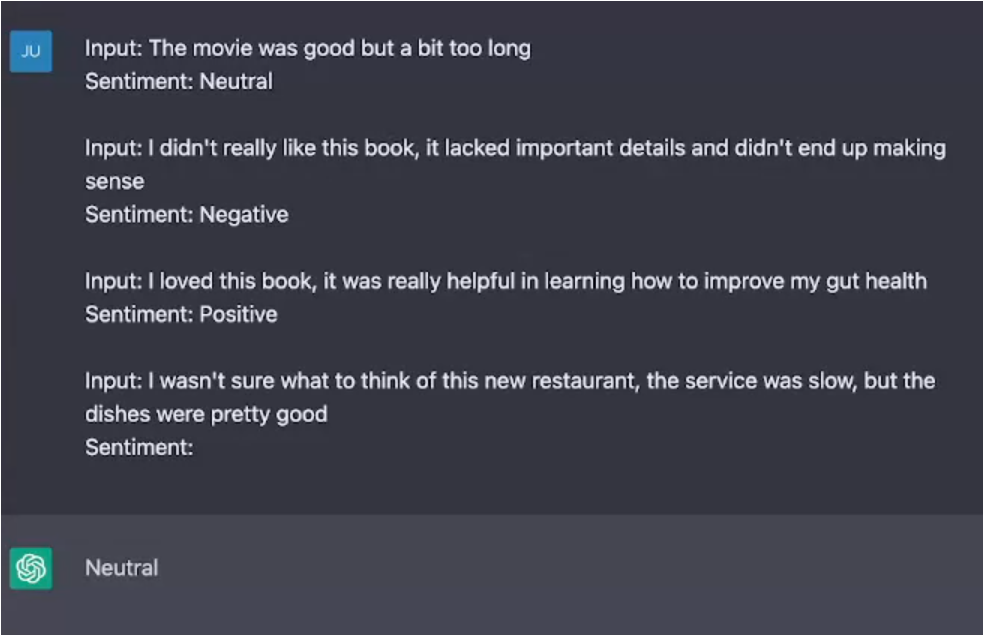 JU
Input: The movie was good but a bit too long
Sentiment: Neutral
Input: I didn't really like this book, it lacked important details and didn't end up making
sense
Sentiment: Negative
Input: I loved this book, it was really helpful in learning how to improve my gut health
Sentiment: Positive
Input: I wasn't sure what to think of this new restaurant, the service was slow, but the
dishes were pretty good
Sentiment:
Neutral